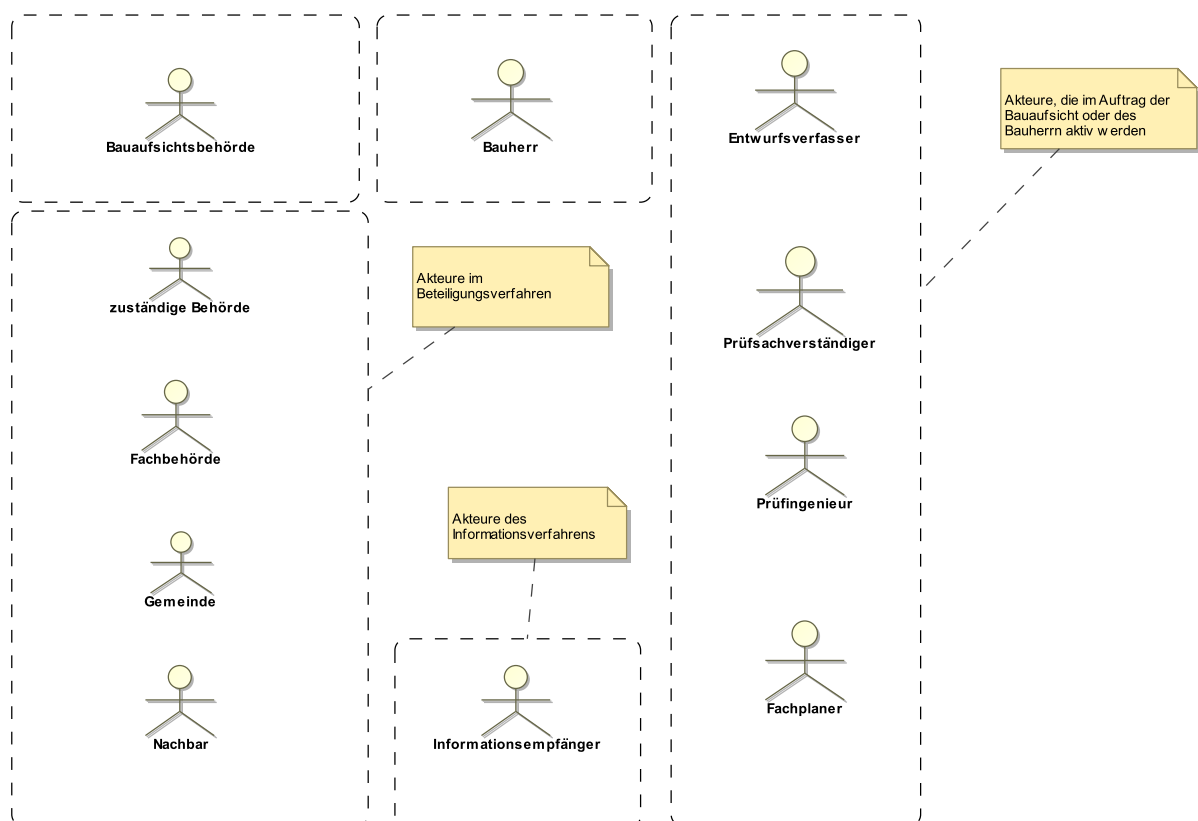 Bauaufsichtsbehörde
Bauherr
Entwurfsverfasser
Akteure, die im Auftrag der
Bauaufsicht oder des
Bauherrn aktiv werden
zuständige Behörde
Akteure im
Beteiligungsverfahren
Prüfsachverständiger
Fachbehörde
Prüfingenieur
Akteure des
Informationsverfahrens
Gemeinde
Fachplaner
Nachbar
Informationsempfänger